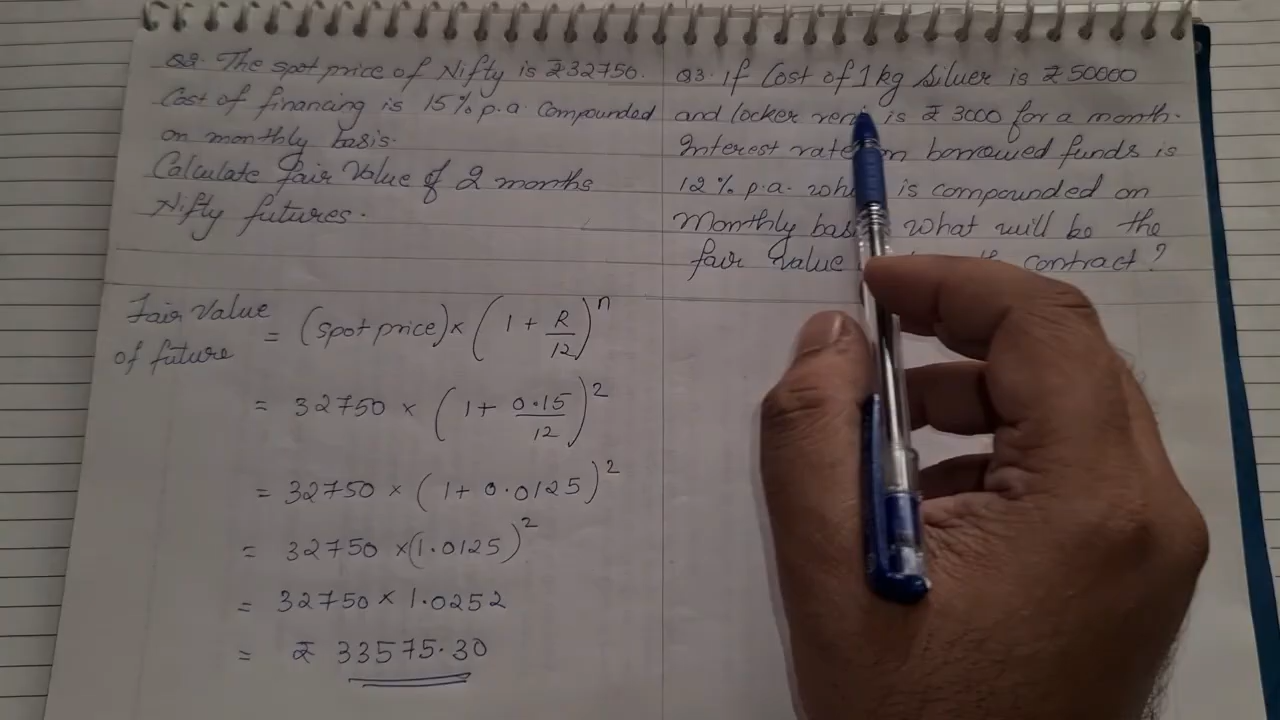 Q2. The spot price of Nifty is ₹32750.
Cost of financing is 15% p.a. compounded
on monthly basis.
Calculate fair value of 2 months
Nifty futures.
Fair Value of future = (spot price) × (1 + R/12)^n
= 32750 × (1 + 0.15/12)^2
= 32750 × (1 + 0.0125)^2
= 32750 × (1.0125)^2
= 32750 × 1.0252
= ₹ 33575.30
Q3. If Cost of 1 kg Silver is ₹ 50000
and locker rent is ₹ 3000 for a month.
Interest rate on borrowed funds is
12% p.a. is compounded on
Monthly what will be the
fair value contract?